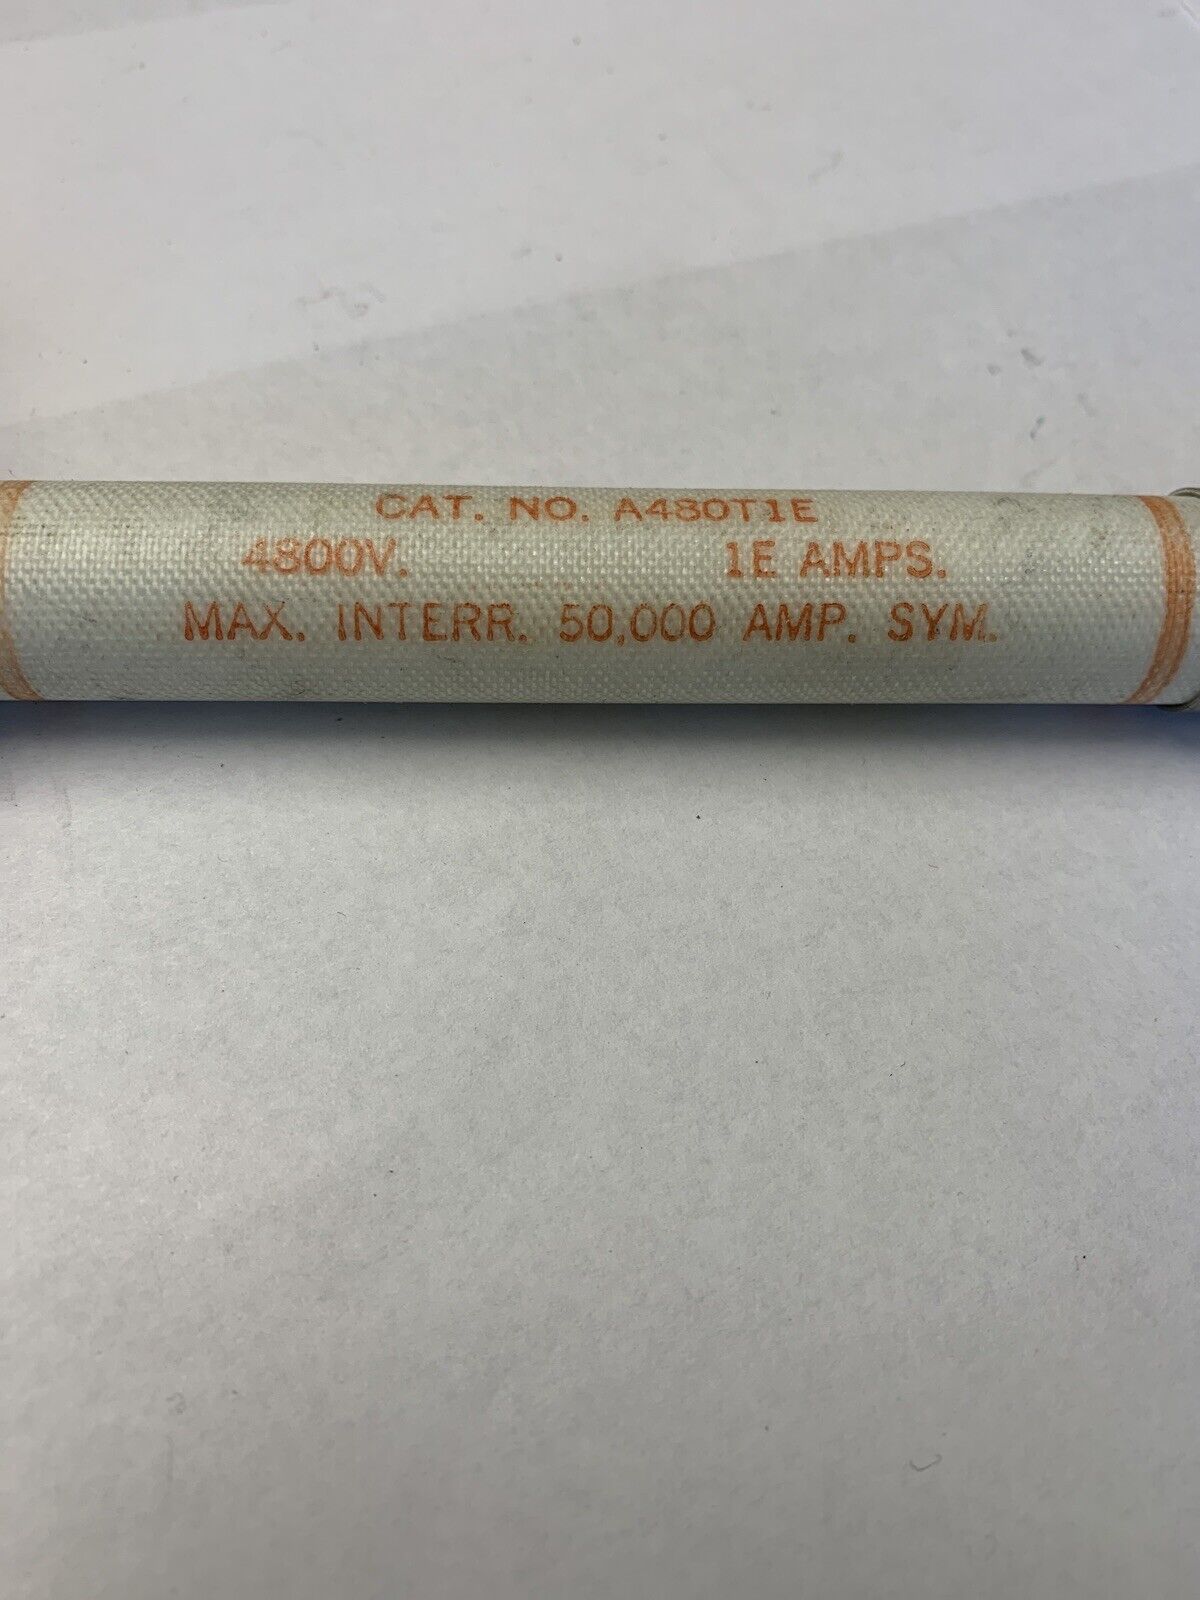 CAT. NO. A480T1E
4800V. 1E AMPS.
MAX. INTERR. 50,000 AMP. SYM.